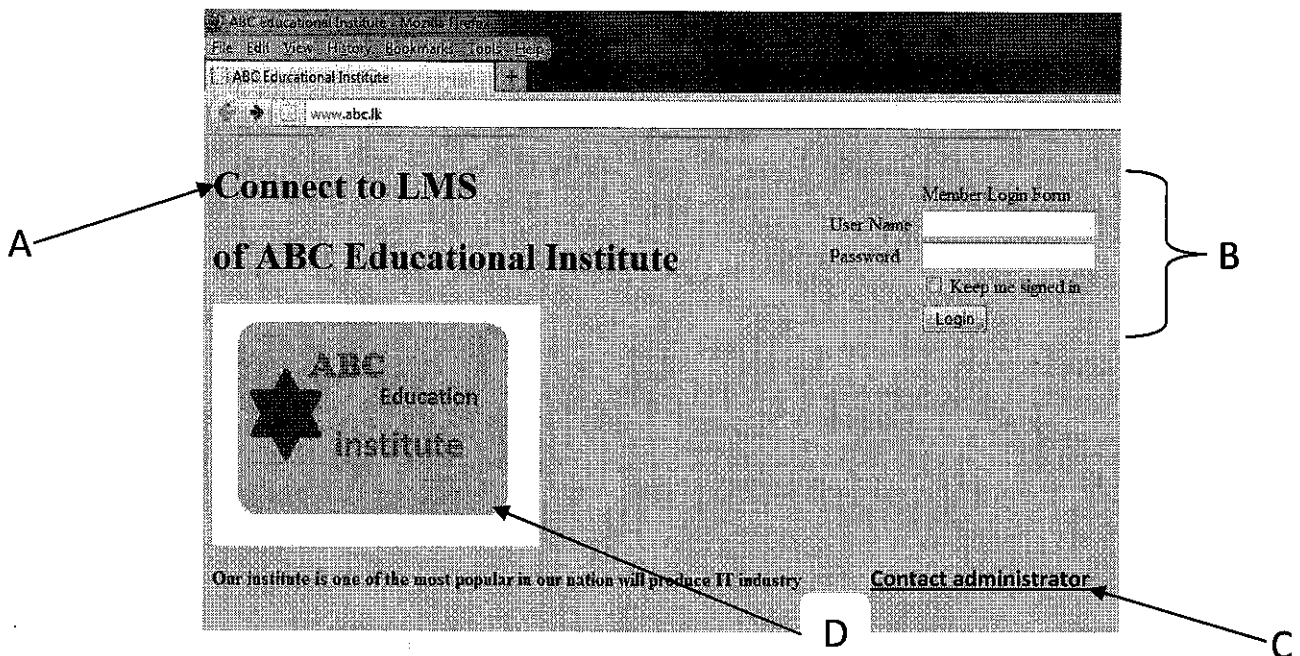 ABC educational Institute - Mozilla Firefox
File Edit View History Bookmarks Tools Help
ABC Educational Institute +
www.abc.lk
A
Connect to LMS
of ABC Educational Institute
Member Login Form
User Name
Password
Keep me signed in
Login
B
ABC
Education
institute
Our institute is one of the most popular in our nation will produce IT industry
Contact administrator
D
C